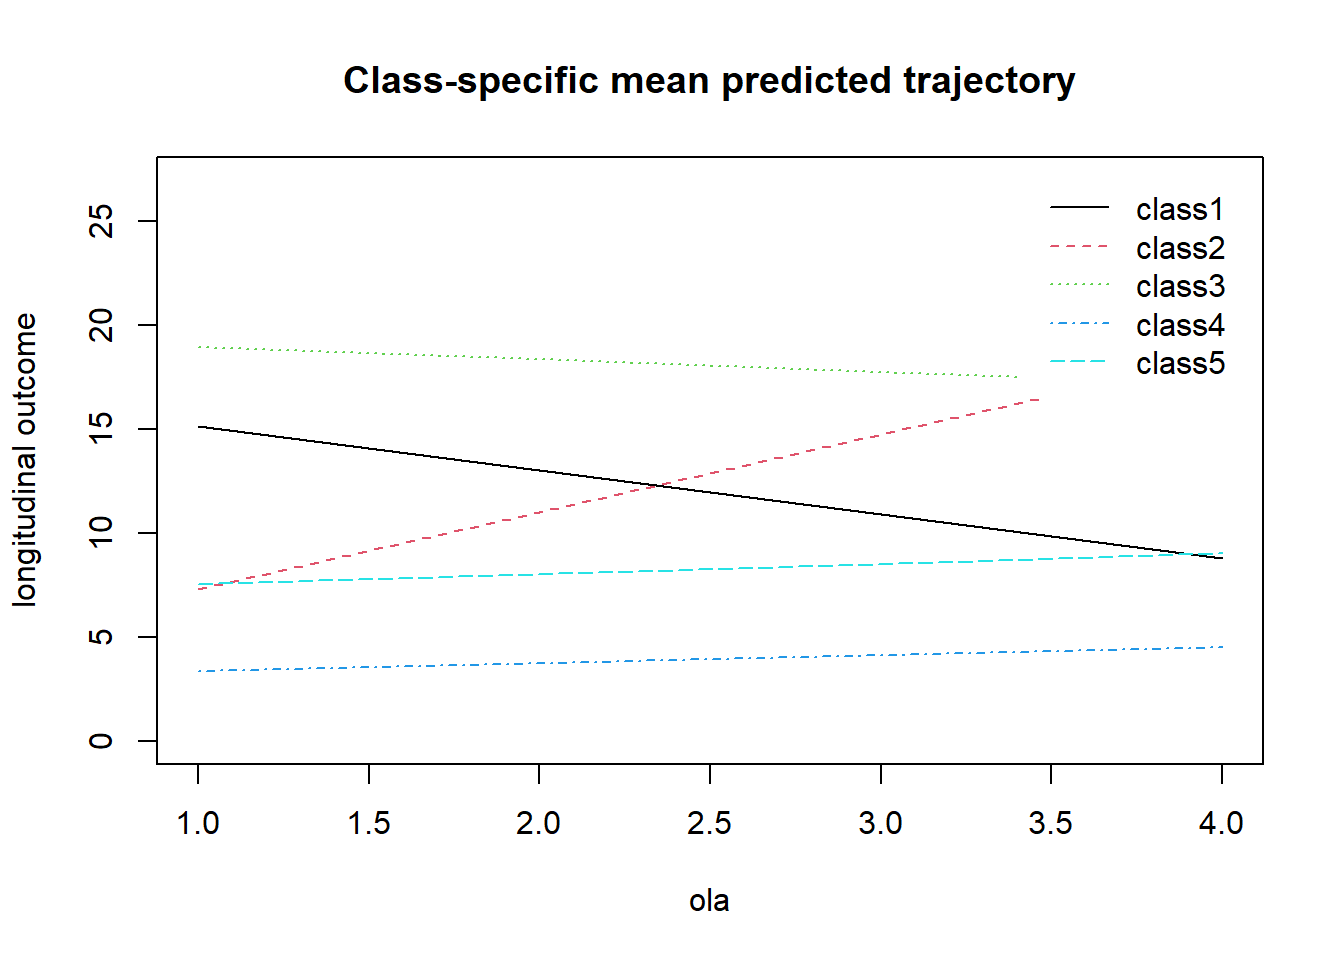 Class-specific mean predicted trajectory
longitudinal outcome
25
20
15
10
5
0
class1
class2
class3
class4
class5
1.0 1.5 2.0 2.5 3.0 3.5 4.0
ola